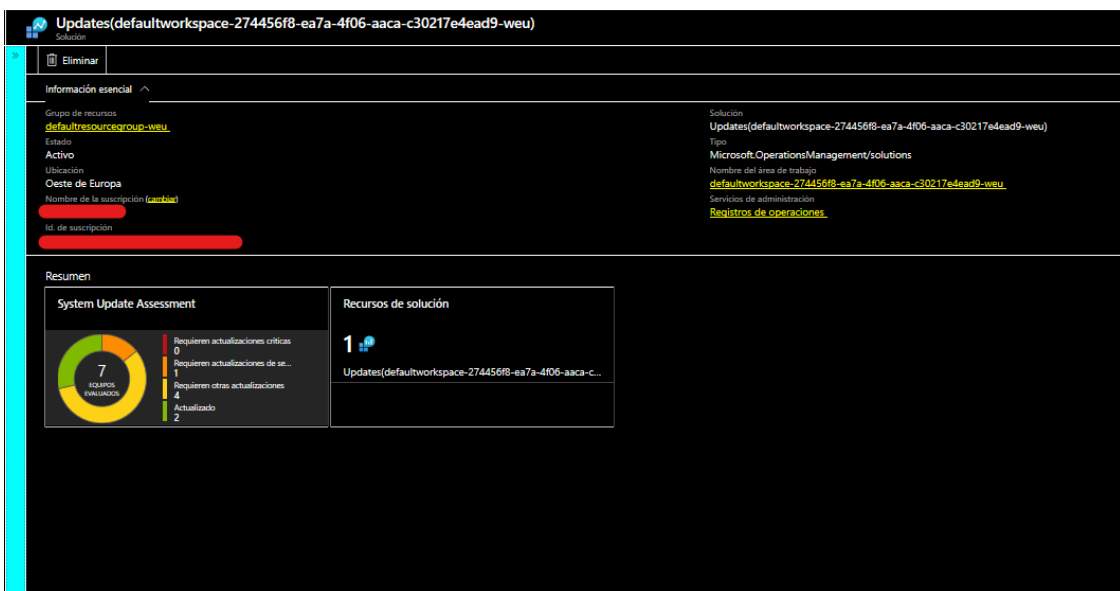 Updates(defaultworkspace-274456f8-ea7a-4f06-aaca-c30217e4ead9-weu)
Solución
Eliminar
Información esencial
Grupo de recursos
defaultresourcegroup-weu
Estado
Activo
Ubicación
Oeste de Europa
Nombre de la suscripción (cambiar)
Id. de suscripción
Solución
Updates(defaultworkspace-274456f8-ea7a-4f06-aaca-c30217e4ead9-weu)
Tipo
Microsoft.OperationsManagement/solutions
Nombre del área de trabajo
defaultworkspace-274456f8-ea7a-4f06-aaca-c30217e4ead9-weu
Servicios de administración
Registros de operaciones
Resumen
System Update Assessment
7
EQUIPOS
EVALUADOS
Requieren actualizaciones críticas
0
Requieren actualizaciones de se...
1
Requieren otras actualizaciones
4
Actualizado
2
Recursos de solución
1
Updates(defaultworkspace-274456f8-ea7a-4f06-aaca-c...